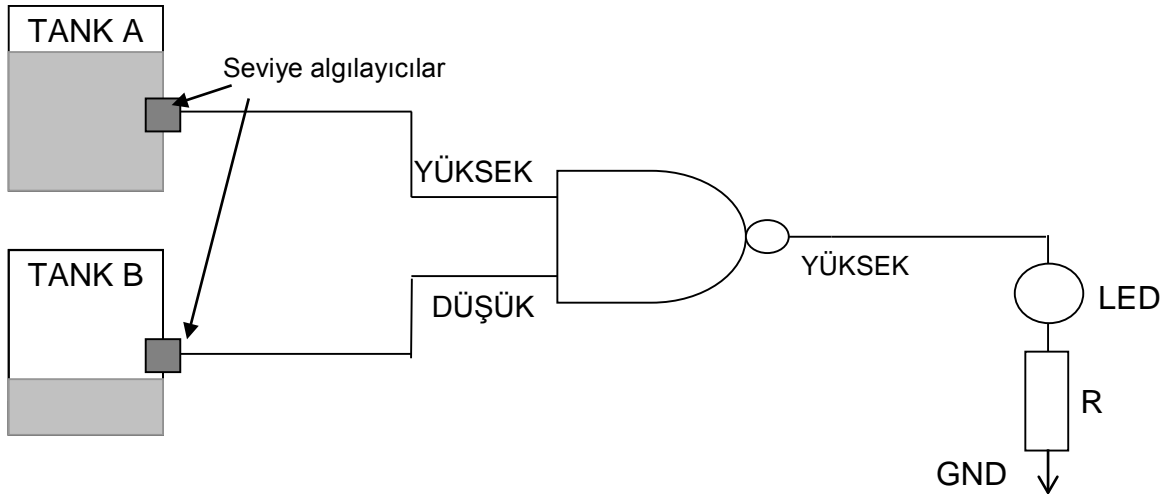 TANK A
Seviye algılayıcılar
YÜKSEK
TANK B
DÜŞÜK
YÜKSEK
LED
R
GND